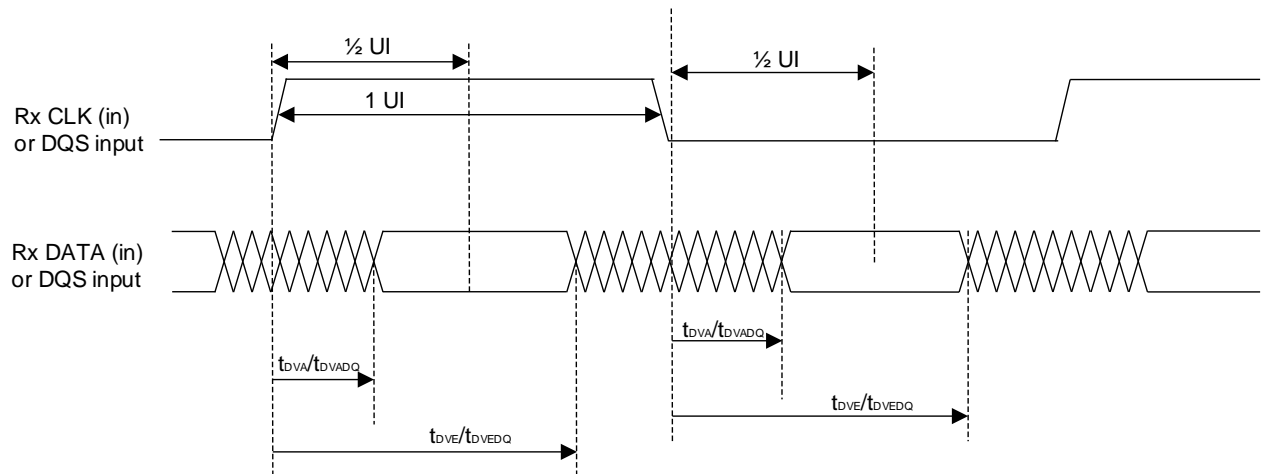 ½ UI
½ UI
1 UI
Rx CLK (in)
or DQS input
Rx DATA (in)
or DQS input
tDVA/tDVADQ
tDVA/tDVADQ
tDVE/tDVEDQ
tDVE/tDVEDQ